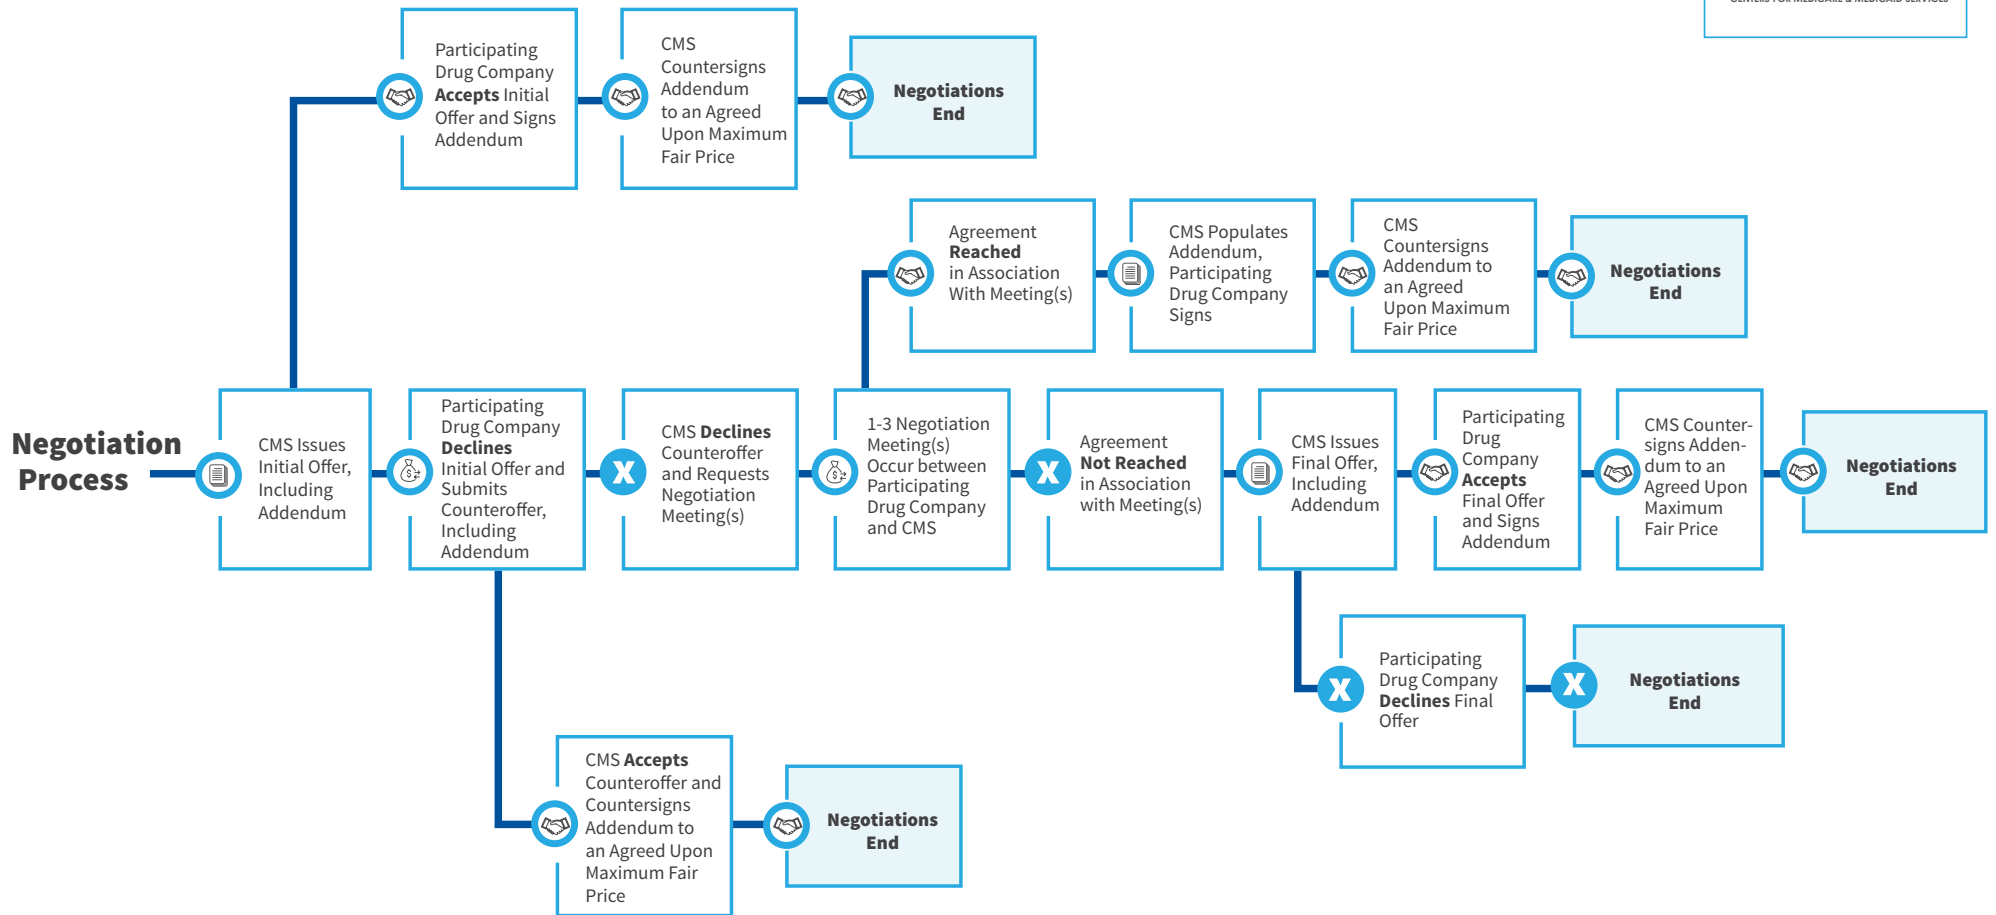 CENTERS FOR MEDICARE & MEDICAID SERVICES
Participating
Drug Company
Accepts Initial
Offer and Signs
Addendum
CMS
Countersigns
Addendum
to an Agreed
Upon Maximum
Fair Price
Negotiations
End
Agreement
Reached
in Association
With Meeting(s)
CMS Populates
Addendum,
Participating
Drug Company
Signs
CMS
Countersigns
Addendum to
an Agreed
Upon Maximum
Fair Price
Negotiations
End
Negotiation
Process
CMS Issues
Initial Offer,
Including
Addendum
Participating
Drug Company
Declines
Initial Offer and
Submits
Counteroffer,
Including
Addendum
X
CMS Declines
Counteroffer
and Requests
Negotiation
Meeting(s)
1-3 Negotiation
Meeting(s)
Occur between
Participating
Drug Company
and CMS
X
Agreement
Not Reached
in Association
with Meeting(s)
CMS Issues
Final Offer,
Including
Addendum
Participating
Drug
Company
Accepts
Final Offer
and Signs
Addendum
CMS Counter-
signs Adden-
dum to an
Agreed Upon
Maximum
Fair Price
Negotiations
End
X
Participating
Drug Company
Declines Final
Offer
X
Negotiations
End
CMS Accepts
Counteroffer and
Countersigns
Addendum to
an Agreed Upon
Maximum Fair
Price
Negotiations
End